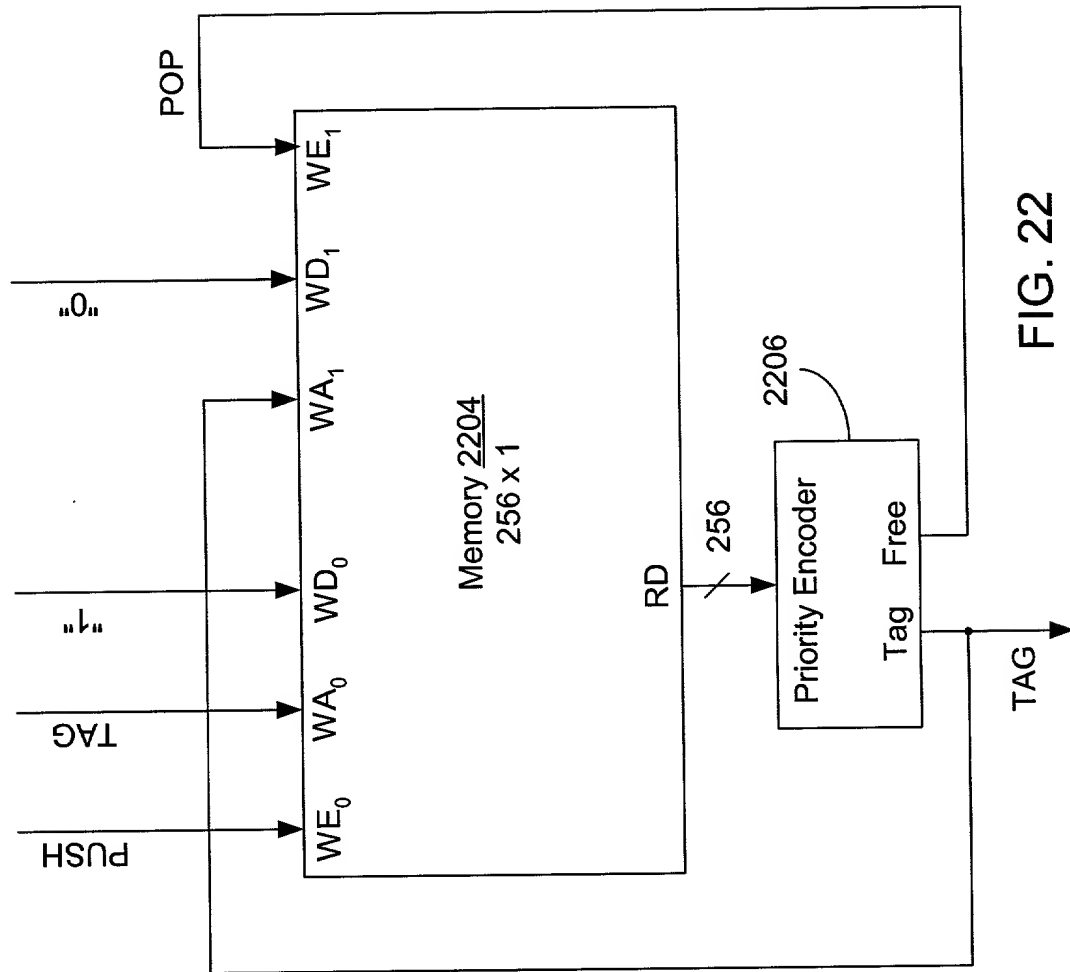 POP
"0"
"1"
TAG
PUSH
WE0 WA0 WD0 WA1 WD1 WE1
Memory 2204
256 x 1
RD
256
2206
Priority Encoder
Tag Free
TAG
FIG. 22